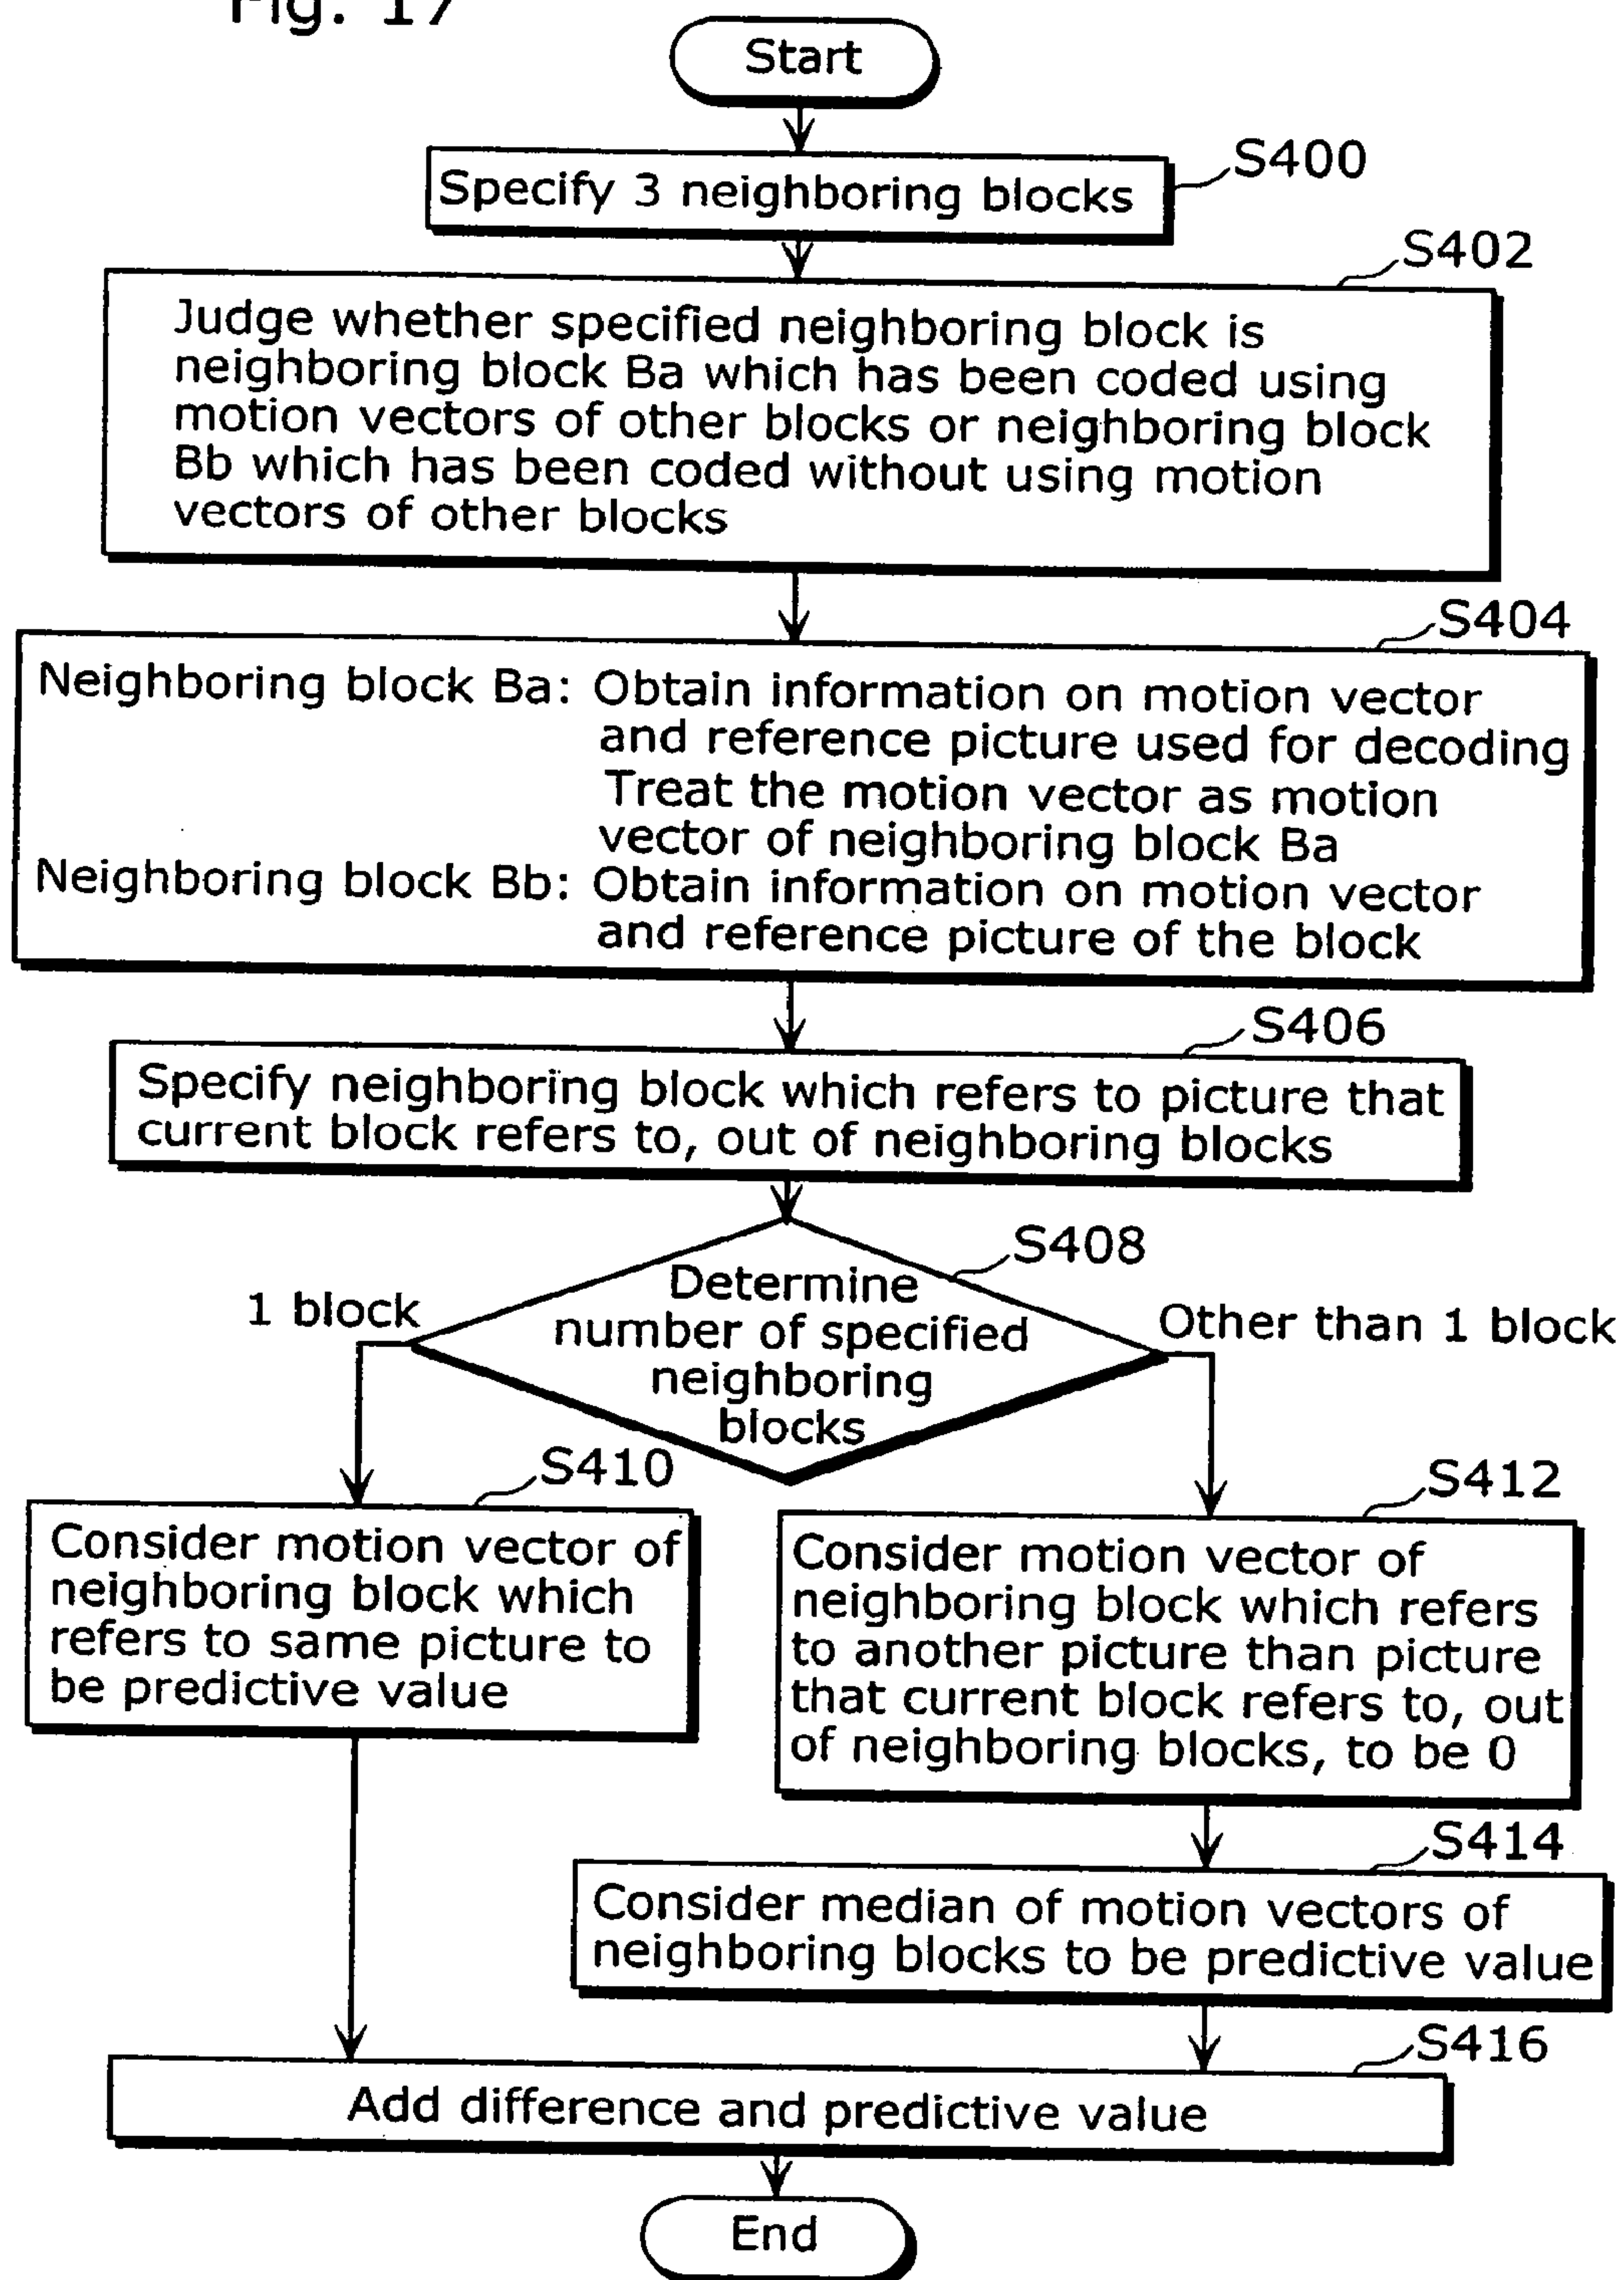 Fig. 17
Start
S400
Specify 3 neighboring blocks
S402
Judge whether specified neighboring block is
neighboring block Ba which has been coded using
motion vectors of other blocks or neighboring block
Bb which has been coded without using motion
vectors of other blocks
S404
Neighboring block Ba: Obtain information on motion vector
and reference picture used for decoding
Treat the motion vector as motion
vector of neighboring block Ba
Neighboring block Bb: Obtain information on motion vector
and reference picture of the block
S406
Specify neighboring block which refers to picture that
current block refers to, out of neighboring blocks
S408
Determine
number of specified
neighboring
blocks
1 block
Other than 1 block
S410
Consider motion vector of
neighboring block which
refers to same picture to
be predictive value
S412
Consider motion vector of
neighboring block which refers
to another picture than picture
that current block refers to, out
of neighboring blocks, to be 0
S414
Consider median of motion vectors of
neighboring blocks to be predictive value
S416
Add difference and predictive value
End